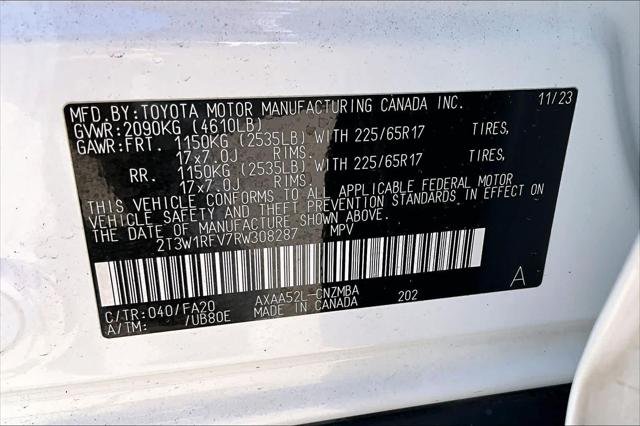 MFD.BY:TOYOTA MOTOR MANUFACTURING CANADA INC. 11/23
GVWR:2090KG (4610LB)
GAWR:FRT. 1150KG (2535LB) WITH 225/65R17 TIRES,
17x7.0J RIMS.
RR. 1150KG (2535LB) WITH 225/65R17 TIRES,
17x7.0J RIMS.
THIS VEHICLE CONFORMS TO ALL APPLICABLE FEDERAL MOTOR
VEHICLE SAFETY AND THEFT PREVENTION STANDARDS IN EFFECT ON
THE DATE OF MANUFACTURE SHOWN ABOVE.
2T3W1RFV7RW308287 MPV
C/TR:040/FA20 AXAA52L-CNZMBA 202 A
A/TM: /UB80E MADE IN CANADA